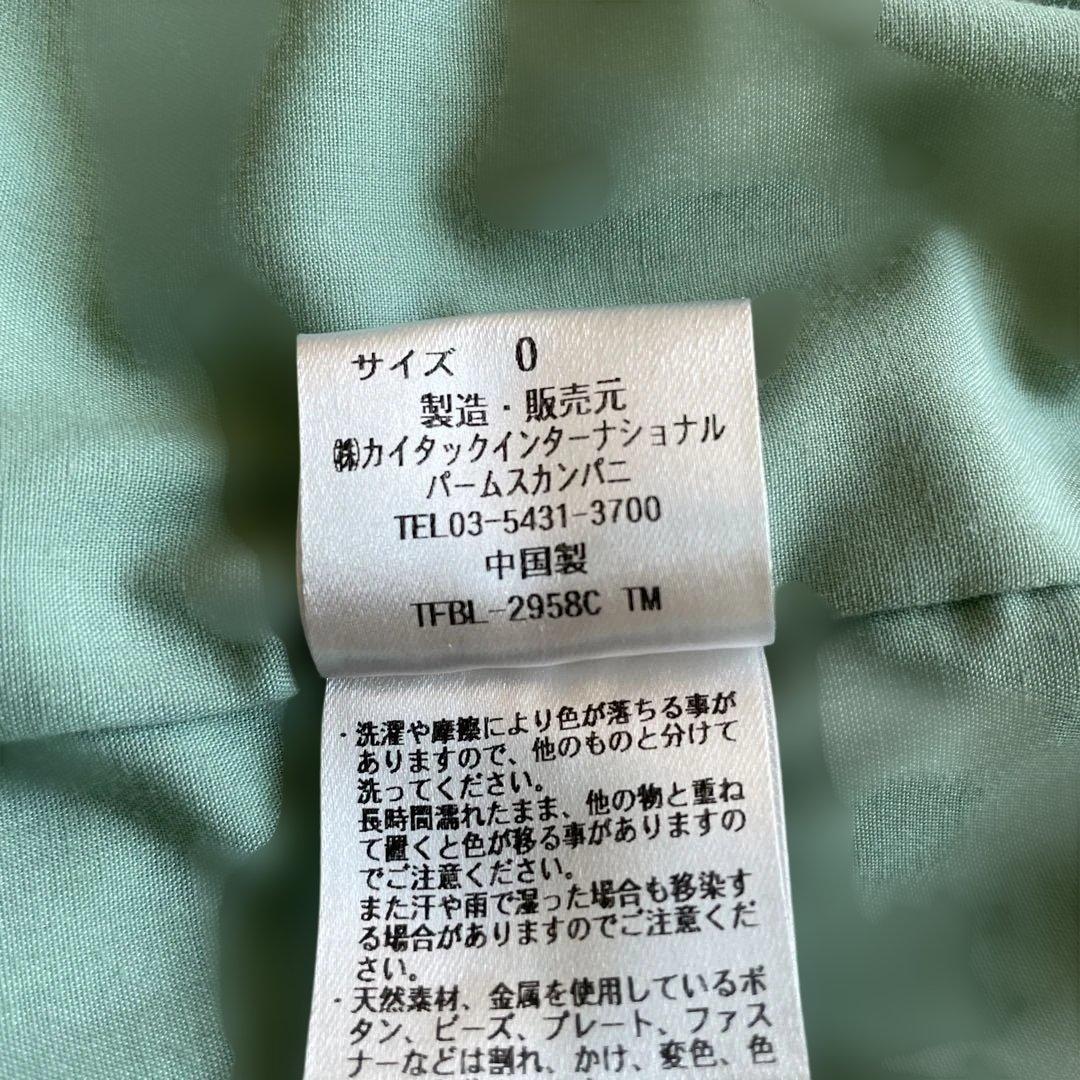 サイズ 0
製造・販売元
㈱カイタックインターナショナル
パームスカンパニ
TEL03-5431-3700
中国製
TFBL-2958C TM
・洗濯や摩擦により色が落ちる事が
ありますので、他のものと分けて
洗ってください。
長時間濡れたまま、他の物と重ね
て置くと色が移る事がありますの
でご注意ください。
また汗や雨で湿った場合も移染す
る場合がありますのでご注意くだ
さい。
・天然素材、金属を使用しているボ
タン、ビーズ、プレート、ファス
ナーなどは割れ、かけ、変色、色